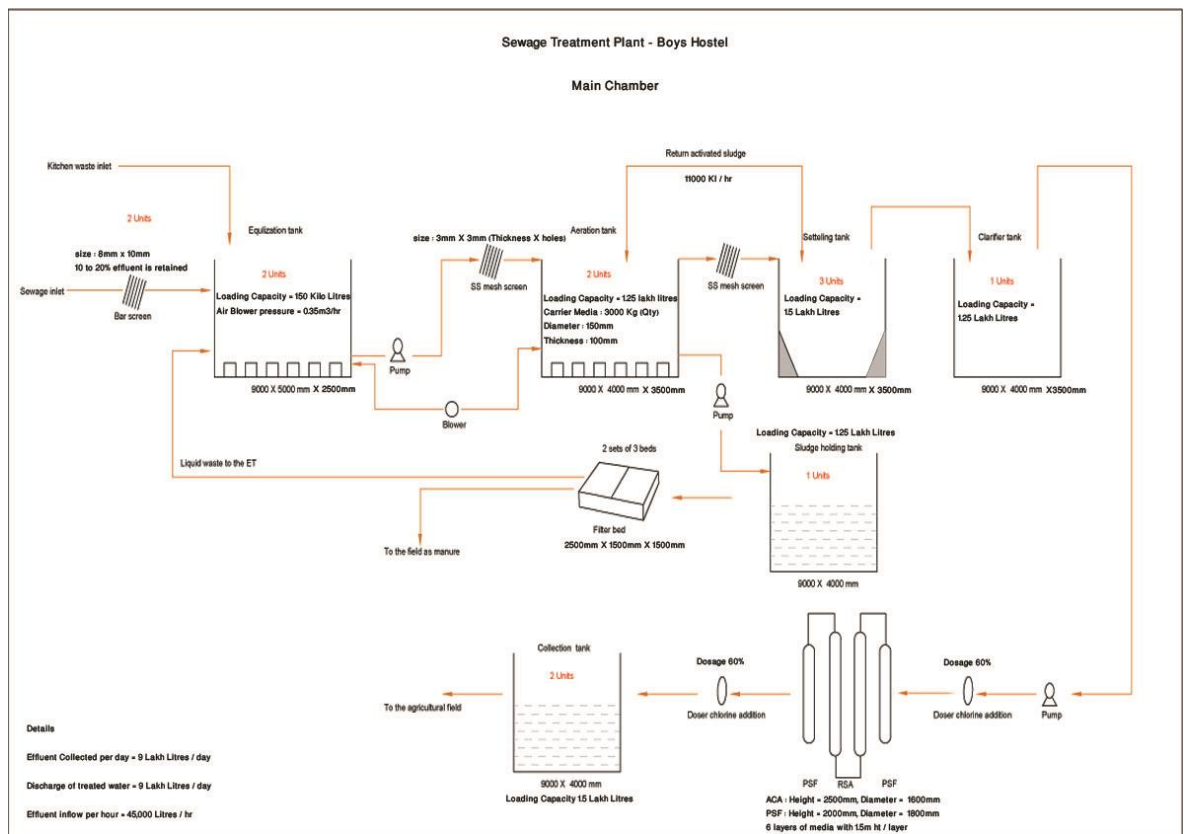 Sewage Treatment Plant - Boys Hostel
Main Chamber
Kitchen waste inlet
2 Units
size : 8mm x 10mm
10 to 20% effluent is retained
Sewage inlet
Bar screen
Equlization tank
2 Units
Loading Capacity = 150 Kilo Litres
Air Blower pressure = 0.35m3/hr
9000 X 5000 mm X 2500mm
Pump
Blower
size : 3mm X 3mm (Thickness X holes)
SS mesh screen
Return activated sludge
11000 Kl / hr
Aeration tank
2 Units
Loading Capacity = 1.25 lakh litres
Carrier Media : 3000 Kg (Qty)
Diameter : 150mm
Thickness : 100mm
9000 X 4000 mm X 3500mm
SS mesh screen
Setteling tank
3 Units
Loading Capacity =
1.5 Lakh Litres
9000 X 4000 mm X 3500mm
Clarifier tank
1 Units
Loading Capacity =
1.25 Lakh Litres
9000 X 4000 mm X3500mm
Pump
Loading Capacity = 1.25 Lakh Litres
Sludge holding tank
1 Units
9000 X 4000 mm
2 sets of 3 beds
Filter bed
2500mm X 1500mm X 1500mm
Liquid waste to the ET
To the field as manure
Collection tank
2 Units
9000 X 4000 mm
Loading Capacity 1.5 Lakh Litres
To the agricultural field
Dosage 60%
Doser chlorine addition
PSF RSA PSF
ACA : Height = 2500mm, Diameter = 1600mm
PSF : Height = 2000mm, Diameter = 1800mm
6 layers of media with 1.5m ht / layer
Dosage 60%
Doser chlorine addition
Pump
Details
Effluent Collected per day = 9 Lakh Litres / day
Discharge of treated water = 9 Lakh Litres / day
Effluent inflow per hour = 45,000 Litres / hr